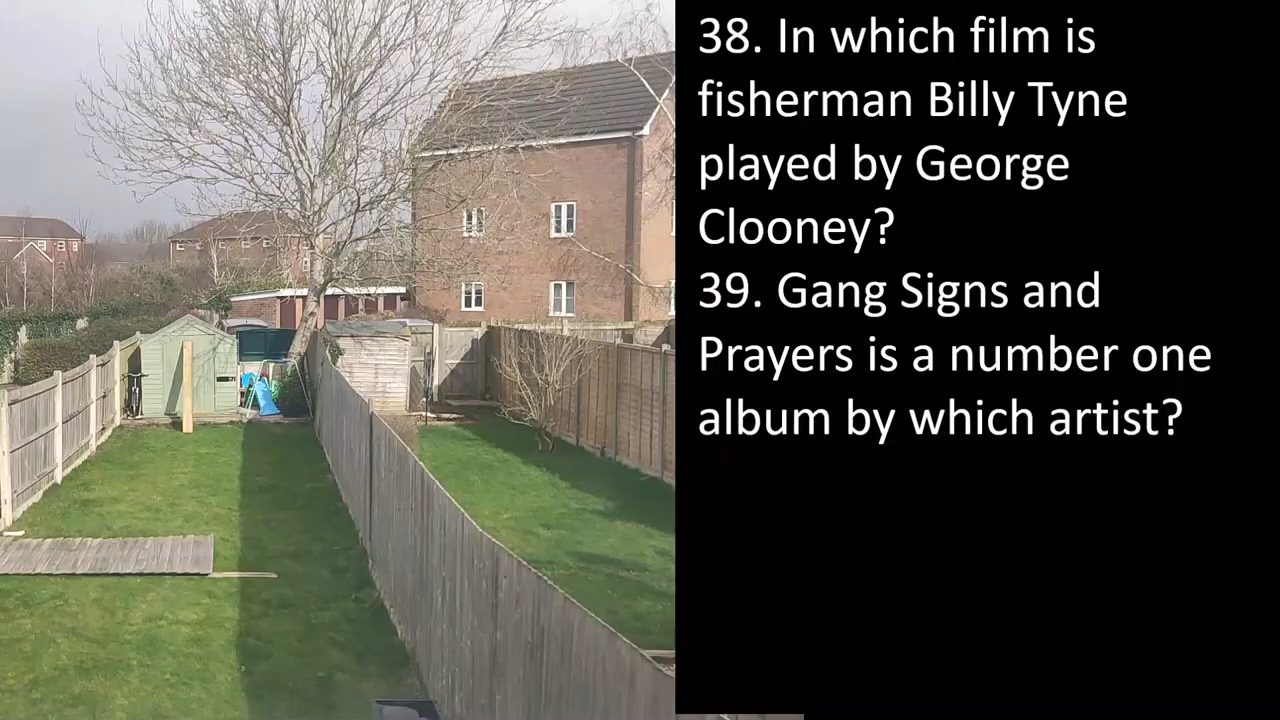 38. In which film is
fisherman Billy Tyne
played by George
Clooney?
39. Gang Signs and
Prayers is a number one
album by which artist?